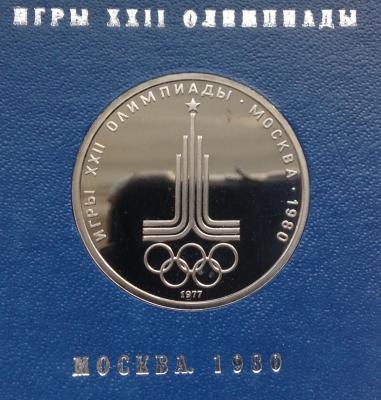 ИГРЫ XXII ОЛИМПИАДЫ
ИГРЫ XXII ОЛИМПИАДЫ · МОСКВА · 1980
1977
МОСКВА. 1980